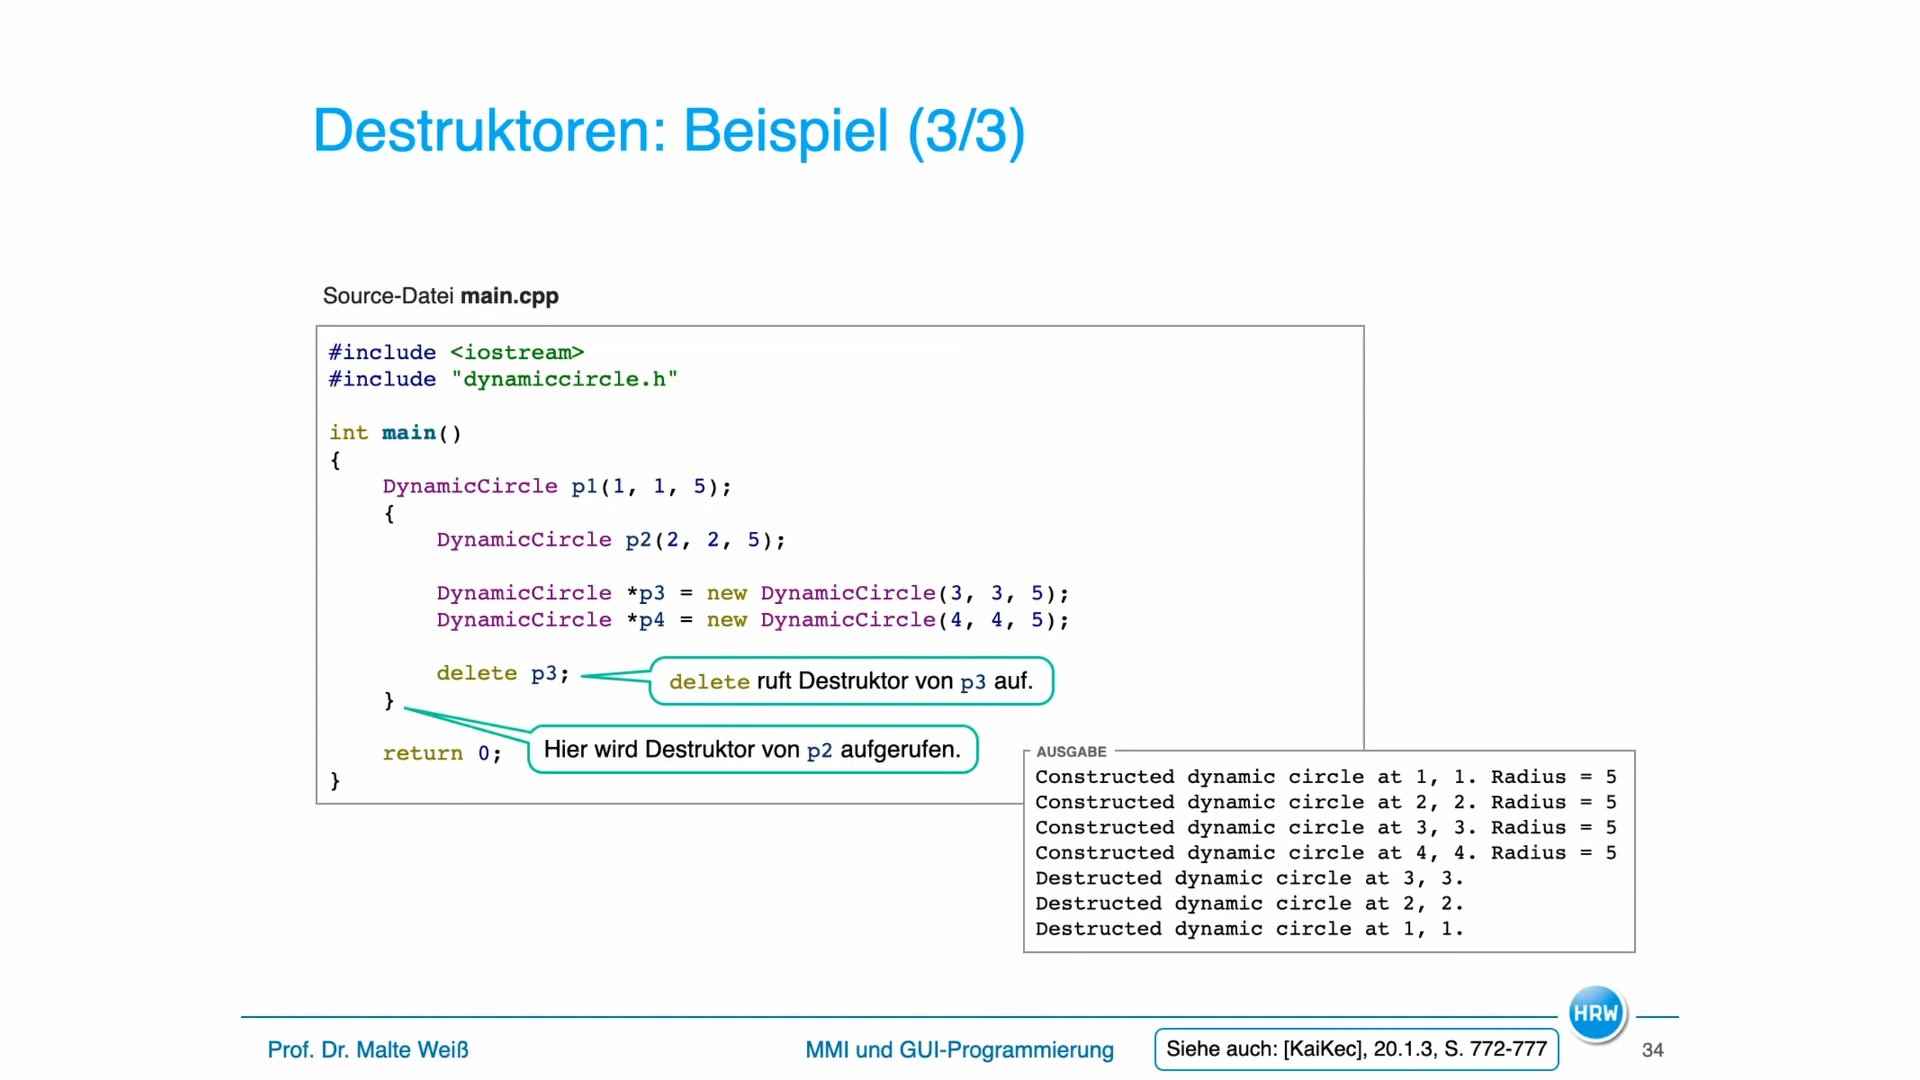 Destruktoren: Beispiel (3/3)
Source-Datei main.cpp
#include <iostream>
#include "dynamiccircle.h"
int main()
{
    DynamicCircle p1(1, 1, 5);
    {
        DynamicCircle p2(2, 2, 5);
        DynamicCircle *p3 = new DynamicCircle(3, 3, 5);
        DynamicCircle *p4 = new DynamicCircle(4, 4, 5);
        delete p3;
delete ruft Destruktor von p3 auf.
    }
Hier wird Destruktor von p2 aufgerufen.
    return 0;
}
AUSGABE
Constructed dynamic circle at 1, 1. Radius = 5
Constructed dynamic circle at 2, 2. Radius = 5
Constructed dynamic circle at 3, 3. Radius = 5
Constructed dynamic circle at 4, 4. Radius = 5
Destructed dynamic circle at 3, 3.
Destructed dynamic circle at 2, 2.
Destructed dynamic circle at 1, 1.
HRW
Prof. Dr. Malte Weiß
MMI und GUI-Programmierung
Siehe auch: [KaiKec], 20.1.3, S. 772-777
34